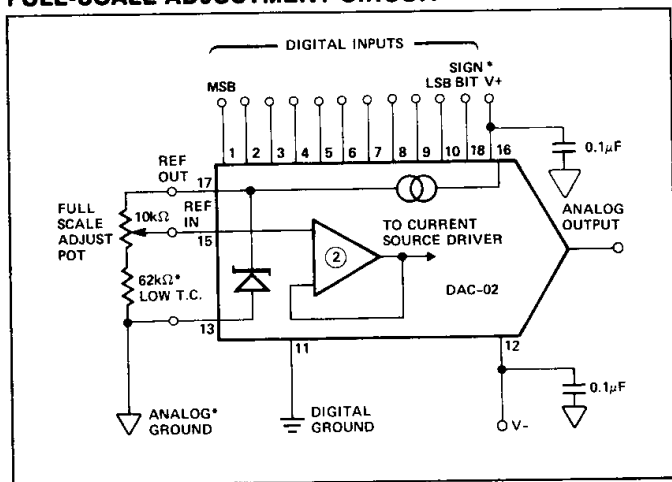 FULL-SCALE ADJUSTMENT CIRCUIT
DIGITAL INPUTS
MSB
SIGN*
LSB BIT V+
1 2 3 4 5 6 7 8 9 10 18 16
0.1μF
REF
OUT
17
FULL
SCALE
ADJUST
POT
10kΩ
REF
IN
15
62kΩ*
LOW T.C.
13
2
TO CURRENT
SOURCE DRIVER
DAC-02
ANALOG
OUTPUT
11
12
0.1μF
ANALOG*
GROUND
DIGITAL
GROUND
V-